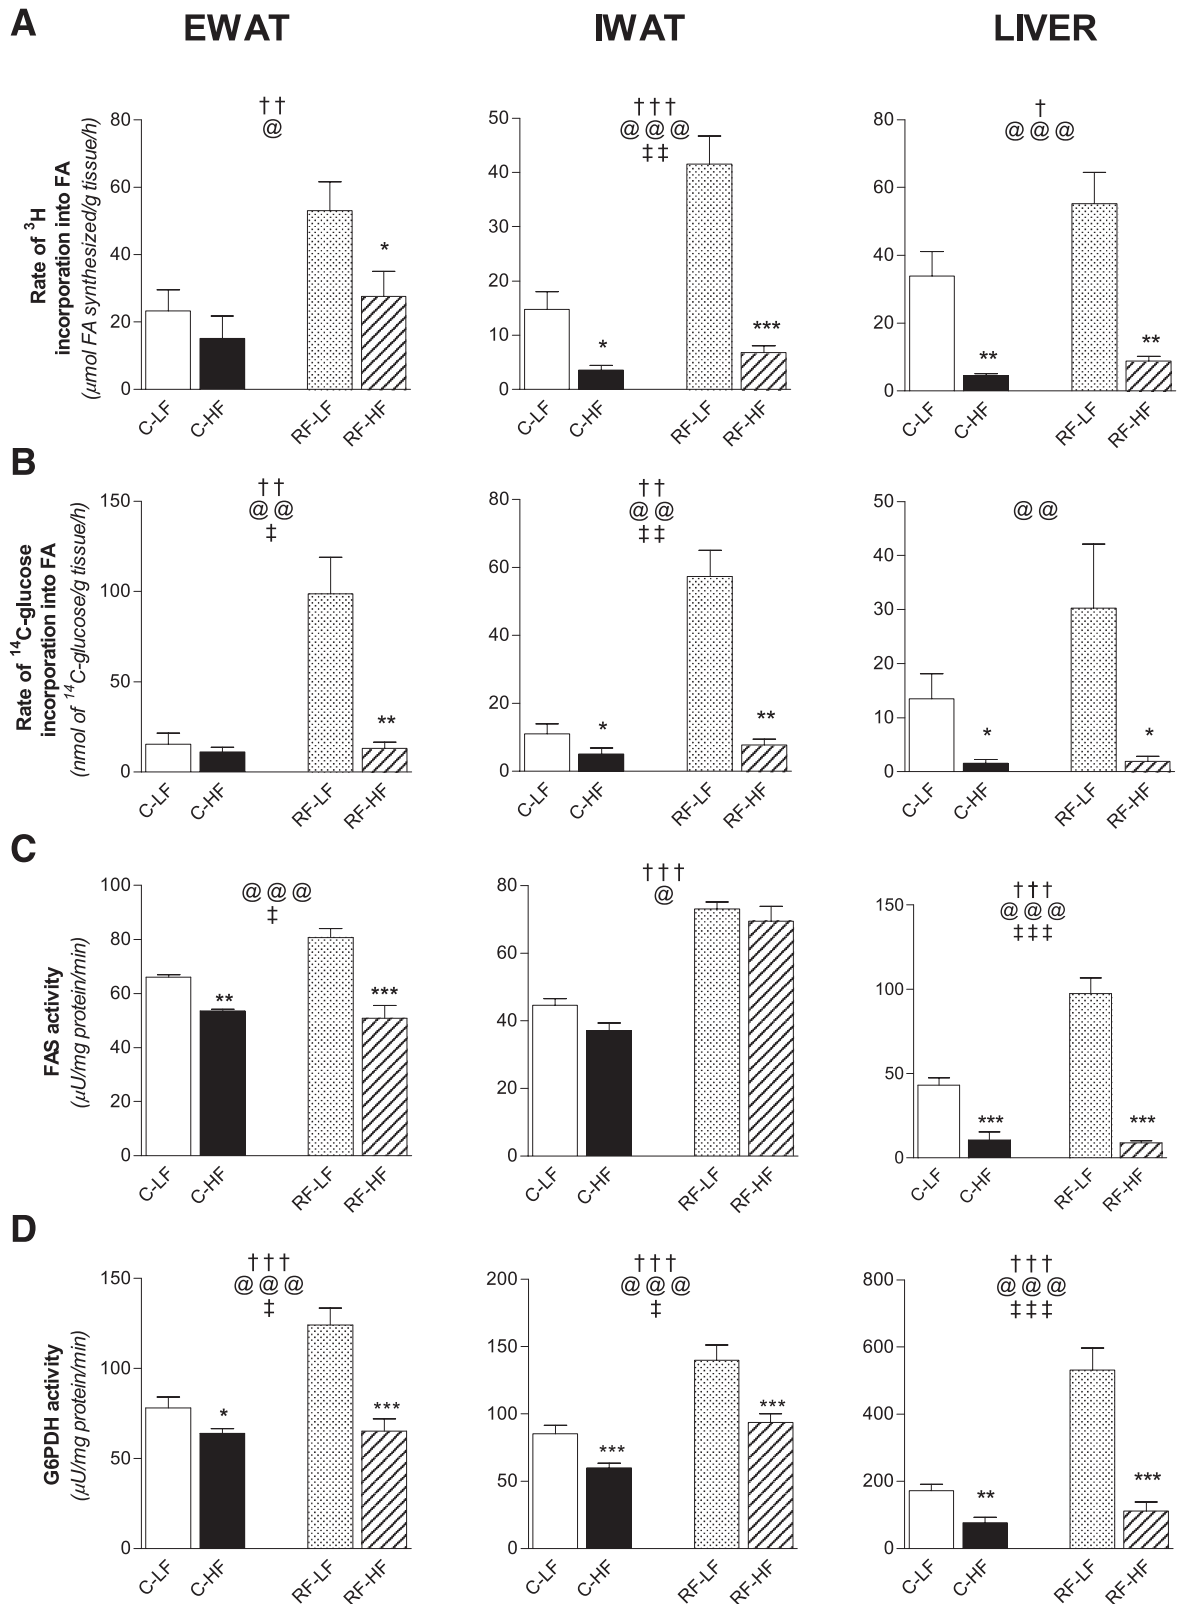 A
EWAT
IWAT
LIVER
Rate of ³H
incorporation into FA
(μmol FA synthesized/g tissue/h)
80
60
40
20
0
† †
@
*
C-LF
C-HF
RF-LF
RF-HF
50
40
30
20
10
0
† † †
@ @ @
‡ ‡
*
***
C-LF
C-HF
RF-LF
RF-HF
80
60
40
20
0
†
@ @ @
**
**
C-LF
C-HF
RF-LF
RF-HF
B
Rate of ¹⁴C-glucose
incorporation into FA
(nmol of ¹⁴C-glucose/g tissue/h)
150
100
50
0
† †
@ @
‡
**
C-LF
C-HF
RF-LF
RF-HF
80
60
40
20
0
† †
@ @
‡ ‡
*
**
C-LF
C-HF
RF-LF
RF-HF
50
40
30
20
10
0
@ @
*
*
C-LF
C-HF
RF-LF
RF-HF
C
FAS activity
(μU/mg protein/min)
100
80
60
40
20
0
@ @ @
‡
**
***
C-LF
C-HF
RF-LF
RF-HF
80
60
40
20
0
† † †
@
C-LF
C-HF
RF-LF
RF-HF
150
100
50
0
† † †
@ @ @
‡ ‡ ‡
***
***
C-LF
C-HF
RF-LF
RF-HF
D
G6PDH activity
(μU/mg protein/min)
150
100
50
0
† † †
@ @ @
‡
*
***
C-LF
C-HF
RF-LF
RF-HF
200
150
100
50
0
† † †
@ @ @
‡
***
***
C-LF
C-HF
RF-LF
RF-HF
800
600
400
200
0
† † †
@ @ @
‡ ‡ ‡
**
***
C-LF
C-HF
RF-LF
RF-HF